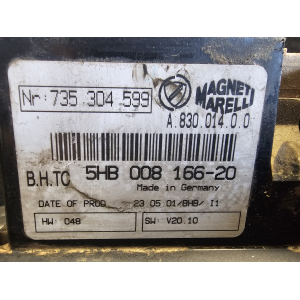 Nr: 735 304 599
MAGNETI MARELLI
A.830.014.0.0
B.H.TC 5HB 008 166-20
Made in Germany
DATE OF PROD 23.05.01/BHB/ I1
HW: 048 SW: V20.10